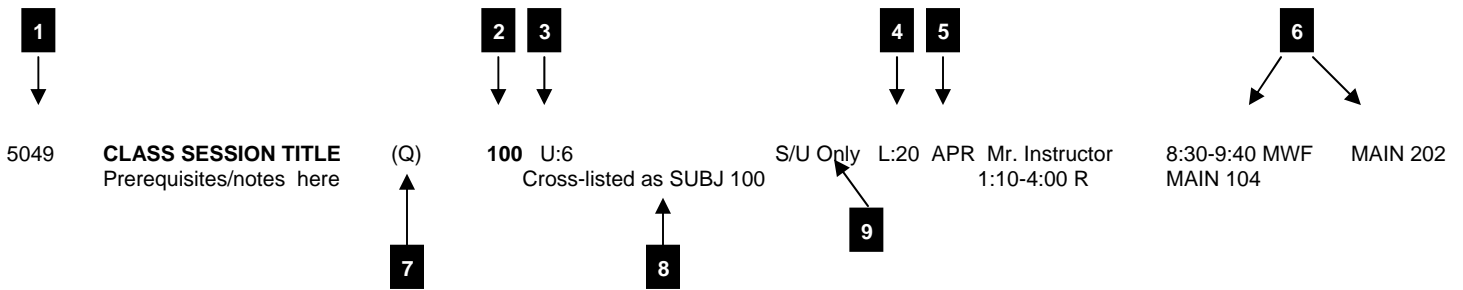 1 2 3 4 5 6
5049 CLASS SESSION TITLE (Q) 100 U:6 S/U Only L:20 APR Mr. Instructor 8:30-9:40 MWF MAIN 202
Prerequisites/notes here Cross-listed as SUBJ 100 1:10-4:00 R MAIN 104
9
7 8